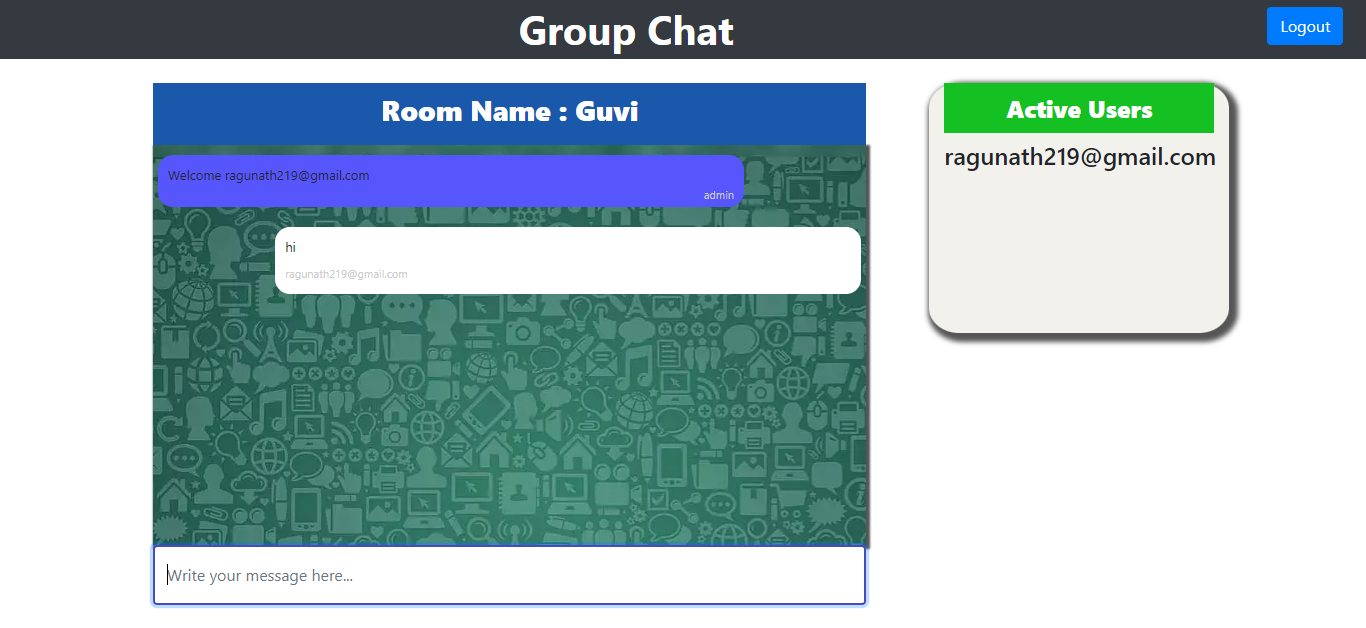 Group Chat
Logout
Room Name : Guvi
Welcome ragunath219@gmail.com
admin
hi
ragunath219@gmail.com
Write your message here...
Active Users
ragunath219@gmail.com